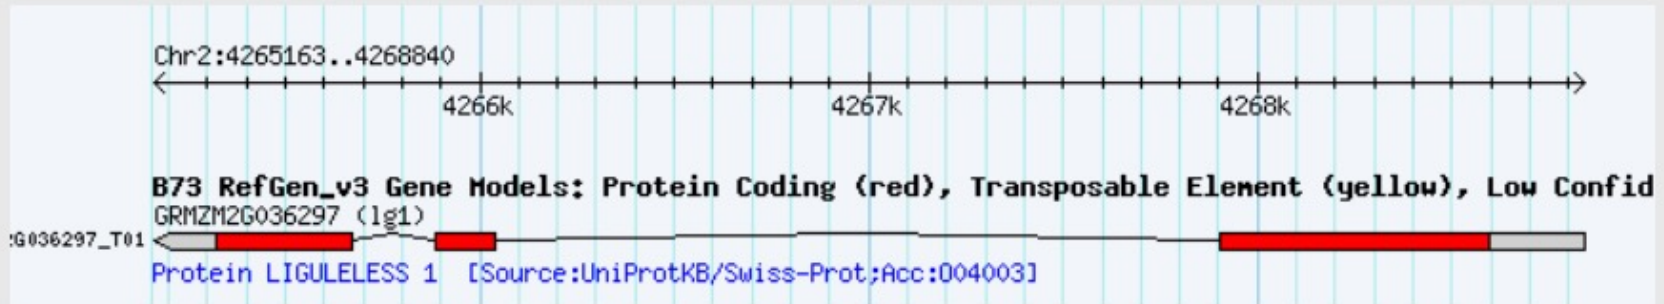 Chr2:4265163..4268840
4266k 4267k 4268k
B73 RefGen_v3 Gene Models: Protein Coding (red), Transposable Element (yellow), Low Confid
GRMZM2G036297 (lg1)
G036297_T01
Protein LIGULELESS 1 [Source:UniProtKB/Swiss-Prot;Acc:O04003]